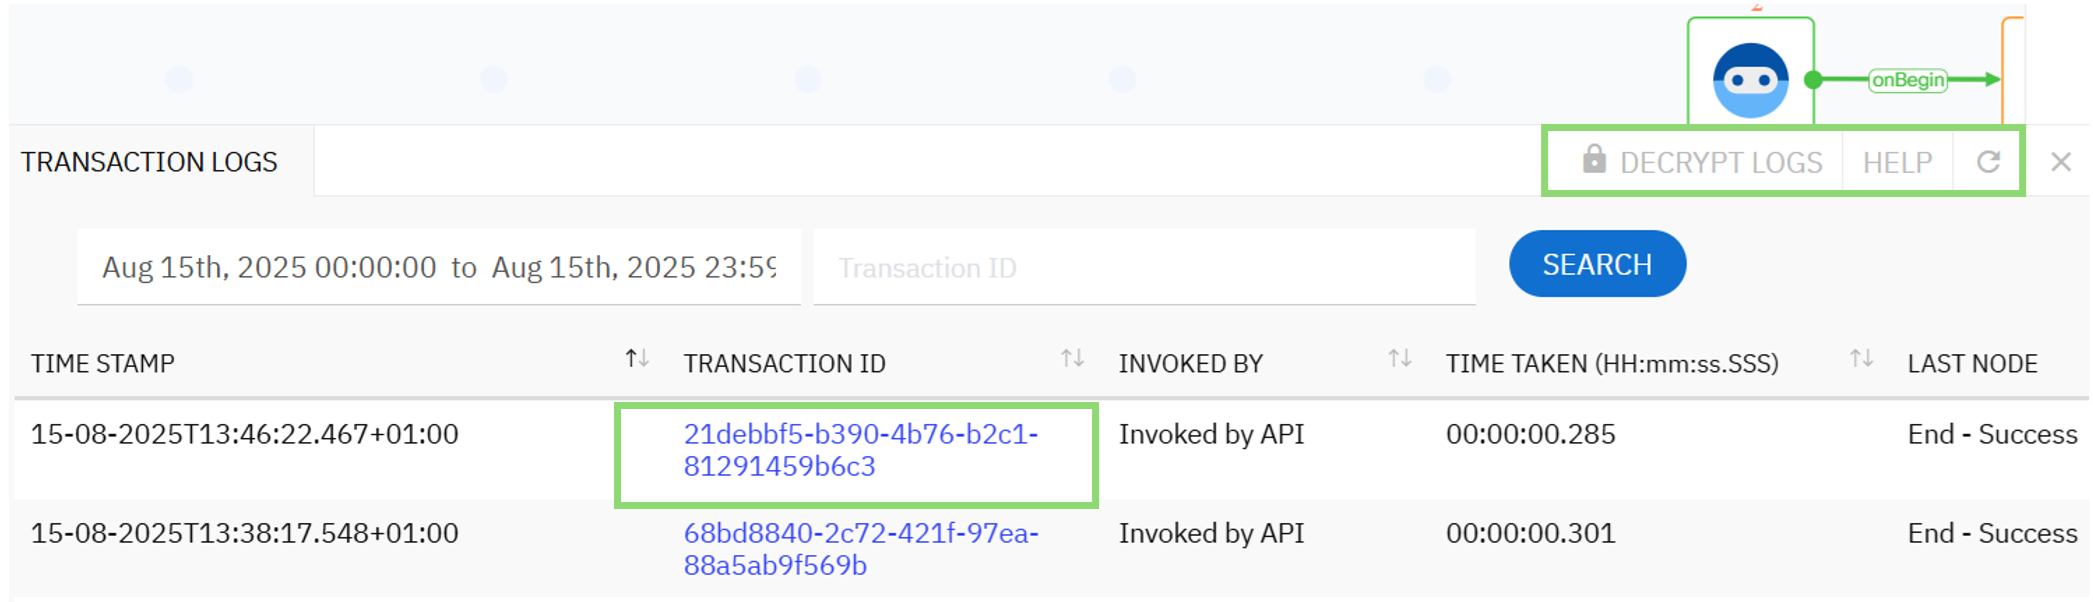 2
onBegin
TRANSACTION LOGS
DECRYPT LOGS
HELP
Aug 15th, 2025 00:00:00 to Aug 15th, 2025 23:59
Transaction ID
SEARCH
TIME STAMP
TRANSACTION ID
INVOKED BY
TIME TAKEN (HH:mm:ss.SSS)
LAST NODE
15-08-2025T13:46:22.467+01:00
21debbf5-b390-4b76-b2c1-
81291459b6c3
Invoked by API
00:00:00.285
End - Success
15-08-2025T13:38:17.548+01:00
68bd8840-2c72-421f-97ea-
88a5ab9f569b
Invoked by API
00:00:00.301
End - Success